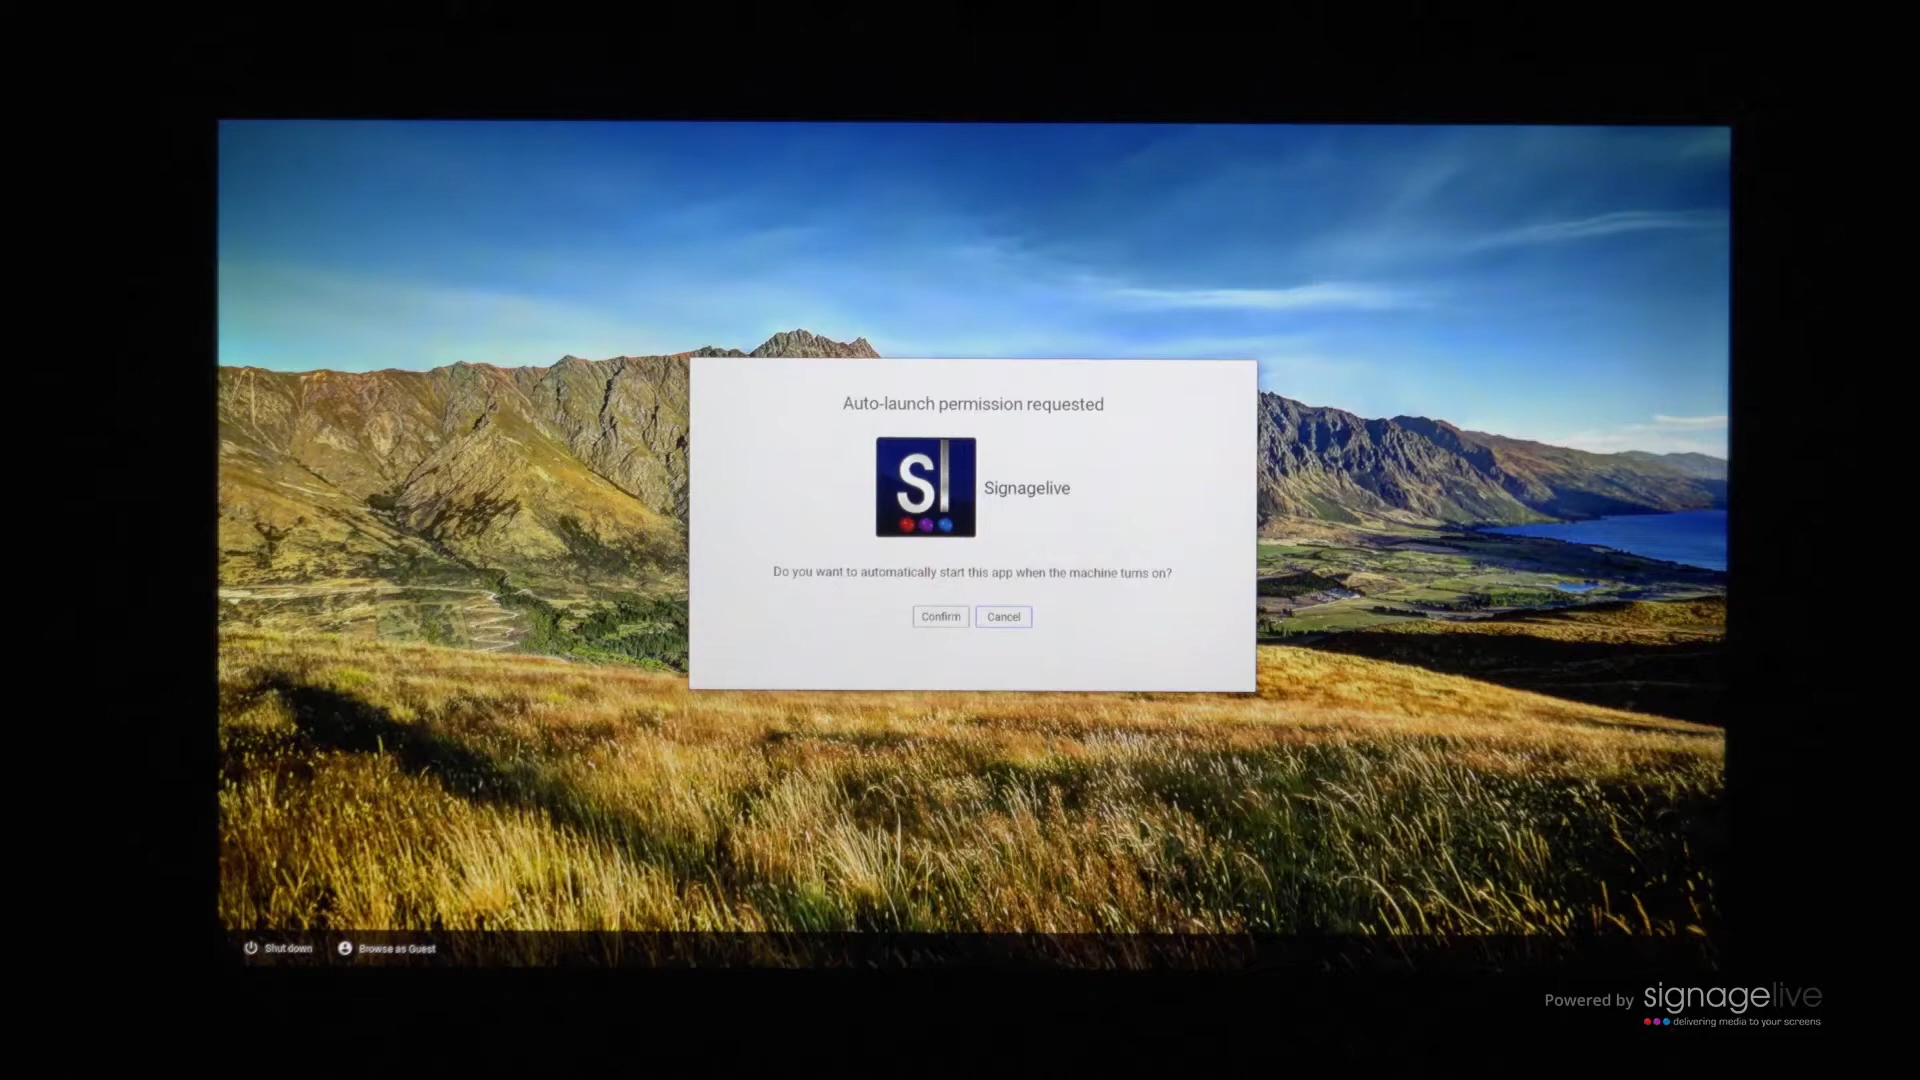 Auto-launch permission requested
Sl
Signagelive
Do you want to automatically start this app when the machine turns on?
Confirm Cancel
Shut down Browse as Guest
Powered by signagelive
delivering media to your screens